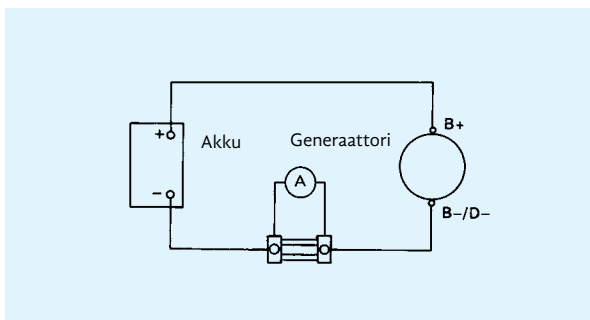 B+
+
Akku
Generaattori
A
-
B–/D–